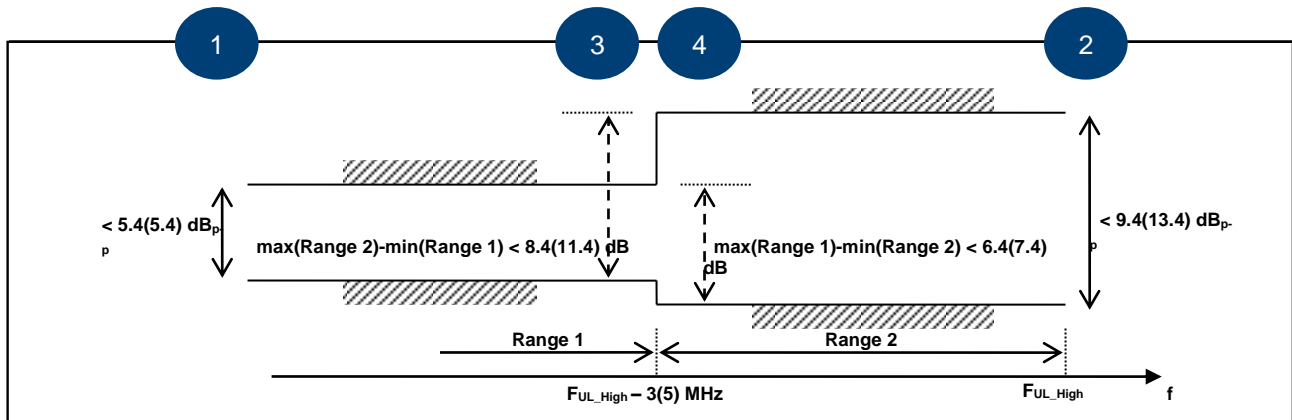 1
3
4
2
< 5.4(5.4) dBp-
p
max(Range 2)-min(Range 1) < 8.4(11.4) dB
max(Range 1)-min(Range 2) < 6.4(7.4)
dB
< 9.4(13.4) dBp-
p
Range 1
Range 2
FUL_High – 3(5) MHz
FUL_High
f